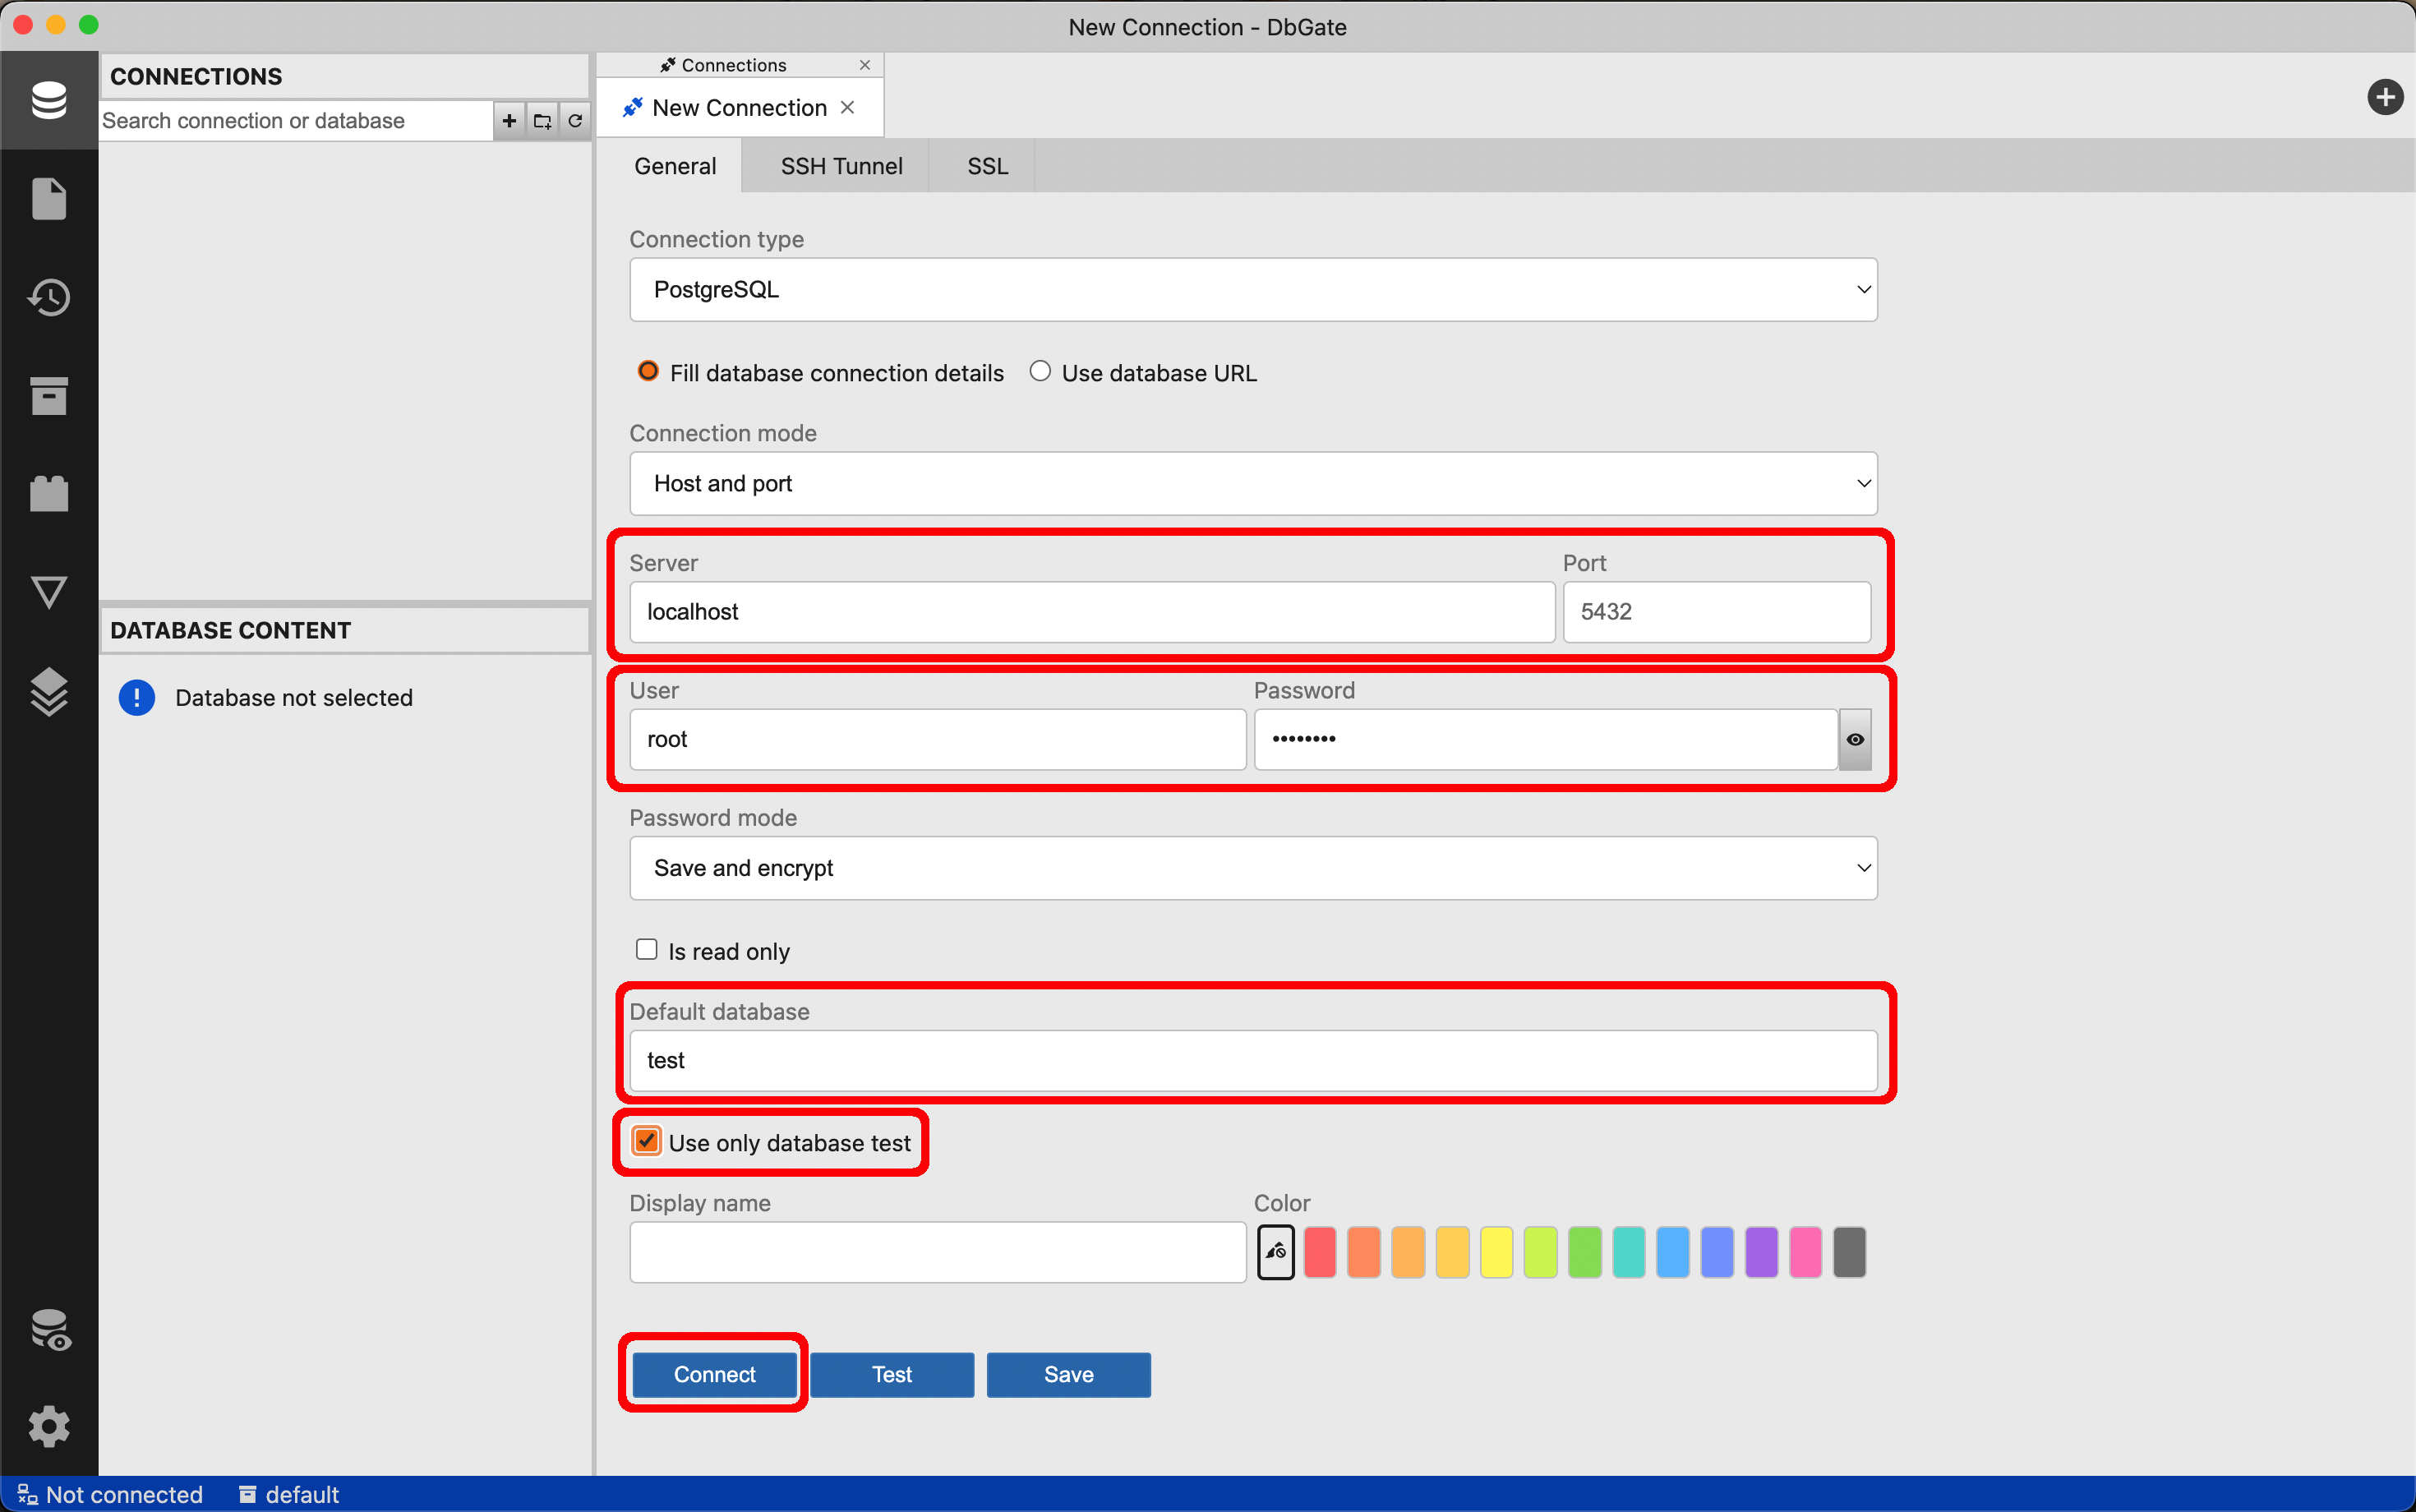 New Connection - DbGate
CONNECTIONS
Search connection or database
Connections
New Connection
General
SSH Tunnel
SSL
Connection type
PostgreSQL
Fill database connection details
Use database URL
Connection mode
Host and port
Server
Port
localhost
5432
DATABASE CONTENT
Database not selected
User
Password
root
••••••••
Password mode
Save and encrypt
Is read only
Default database
test
Use only database test
Display name
Color
Connect
Test
Save
Not connected
default